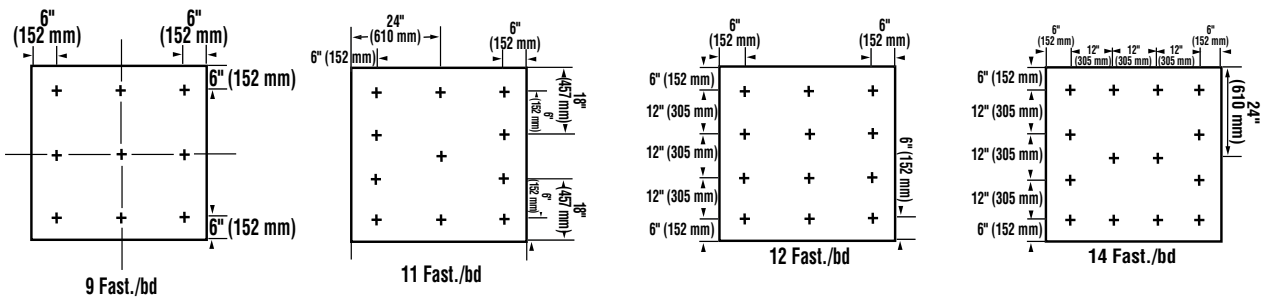 6"
(152 mm)
6"
(152 mm)
6" (152 mm)
6" (152 mm)
9 Fast./bd
24"
(610 mm)
6" (152 mm)
6"
(152 mm)
18"
(457 mm)
6"
(152 mm)
18"
(457 mm)
6"
(152 mm)
11 Fast./bd
6"
(152 mm)
6"
(152 mm)
6" (152 mm)
12" (305 mm)
12" (305 mm)
12" (305 mm)
6" (152 mm)
6" (152 mm)
12 Fast./bd
6"
(152 mm)
12"
(305 mm)
12"
(305 mm)
12"
(305 mm)
6"
(152 mm)
6" (152 mm)
12" (305 mm)
12" (305 mm)
12" (305 mm)
6" (152 mm)
24"
(610 mm)
14 Fast./bd